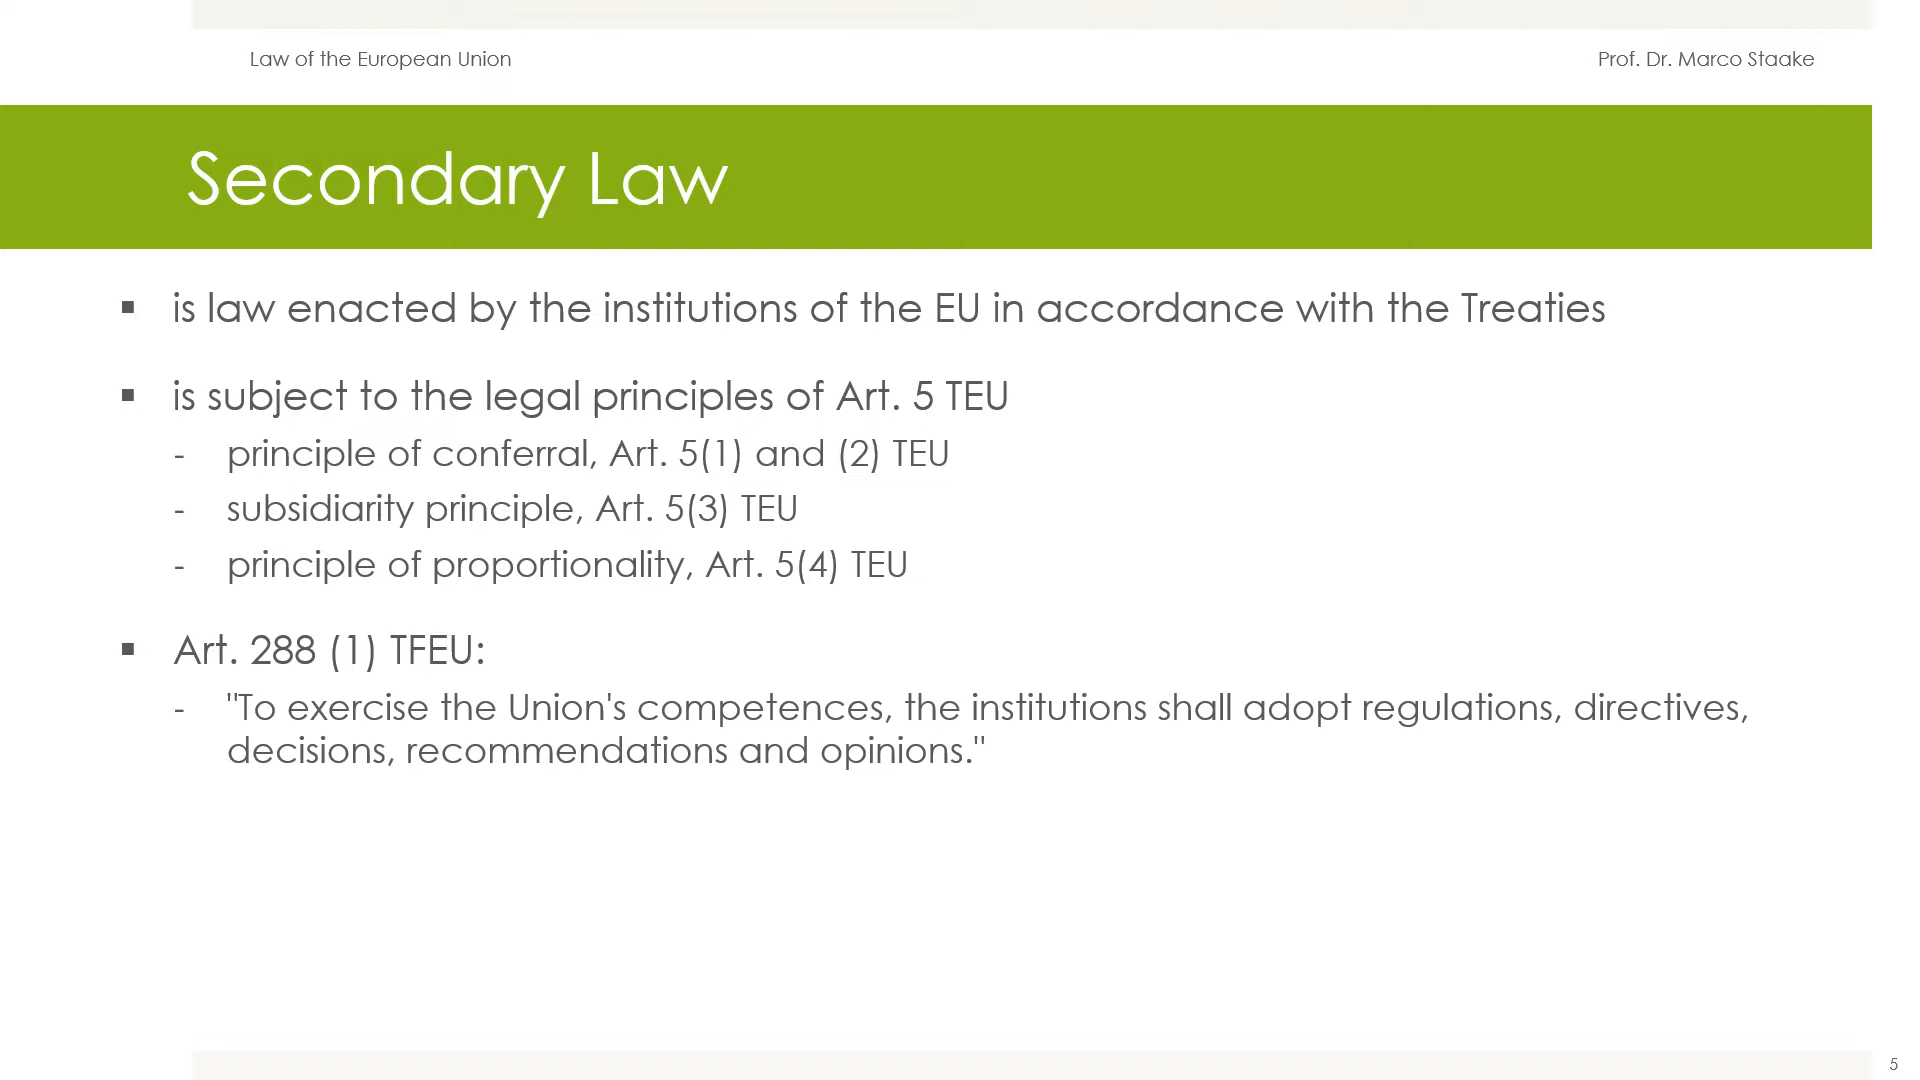 Law of the European Union
Prof. Dr. Marco Staake
Secondary Law
▪ is law enacted by the institutions of the EU in accordance with the Treaties
▪ is subject to the legal principles of Art. 5 TEU
- principle of conferral, Art. 5(1) and (2) TEU
- subsidiarity principle, Art. 5(3) TEU
- principle of proportionality, Art. 5(4) TEU
▪ Art. 288 (1) TFEU:
- "To exercise the Union's competences, the institutions shall adopt regulations, directives,
decisions, recommendations and opinions."
5